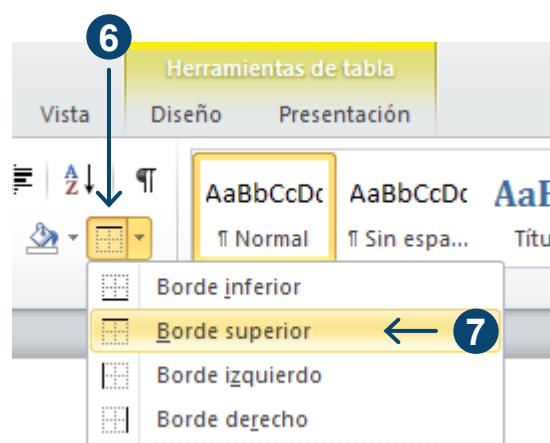 6
Herramientas de tabla
Vista Diseño Presentación
A
Z ¶
AaBbCcDc AaBbCcDc AaB
¶ Normal ¶ Sin espa... Títu
Borde inferior
Borde superior 7
Borde izquierdo
Borde derecho